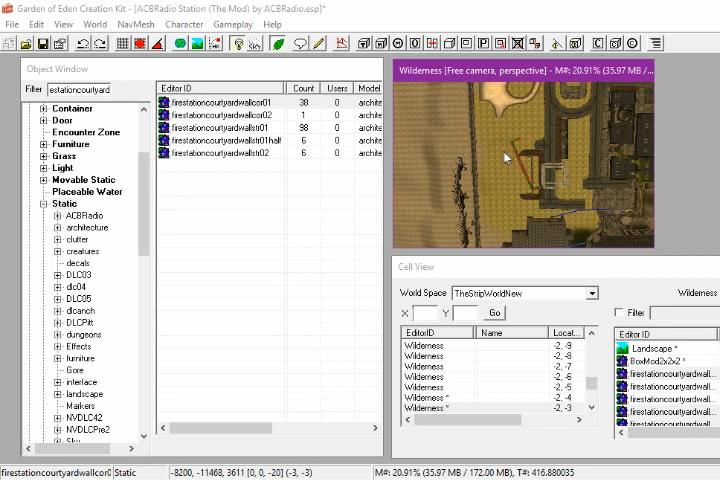 Garden of Eden Creation Kit - [ACBRadio Station (The Mod) by ACBRadio.esp]*
File Edit View World NavMesh Character Gameplay Help
Object Window
Filter estationcourtyard
Container
Door
Encounter Zone
Furniture
Grass
Light
Movable Static
Placeable Water
Static
ACBRadio
architecture
clutter
creatures
decals
DLC03
dlc04
DLC05
dlcanch
DLCPitt
dungeons
Effects
furniture
Gore
interface
landscape
Markers
NVDLC42
NVDLCPre2
Sky
Editor ID Count Users Model
firestationcourtyardwallcor01 38 0 archite
firestationcourtyardwallcor02 1 0 archite
firestationcourtyardwallstr01 98 0 archite
firestationcourtyardwallstr01half 6 0 archite
firestationcourtyardwallstr02 6 0 archite
Wilderness [Free camera, perspective] - M#: 20.91% (35.97 MB /...
Cell View
World Space TheStripWorldNew
X Y Go
EditorID Name Locat...
Wilderness -2, -9
Wilderness -2, -8
Wilderness -2, -7
Wilderness -2, -6
Wilderness -2, -5
Wilderness * -2, -4
Wilderness * -2, -3
Wilderness
Filter
Editor ID
Landscape *
BoxMod2x2x2 *
firestationcourtyardwall...
firestationcourtyardwall...
firestationcourtyardwall...
firestationcourtyardwall...
firestationcourtyardwall...
firestationcourtyardwallcor0 Static -8200, -11468, 3611 [0, 0, -20] (-3, -3) M#: 20.91% (35.97 MB / 172.00 MB), T#: 416.880035